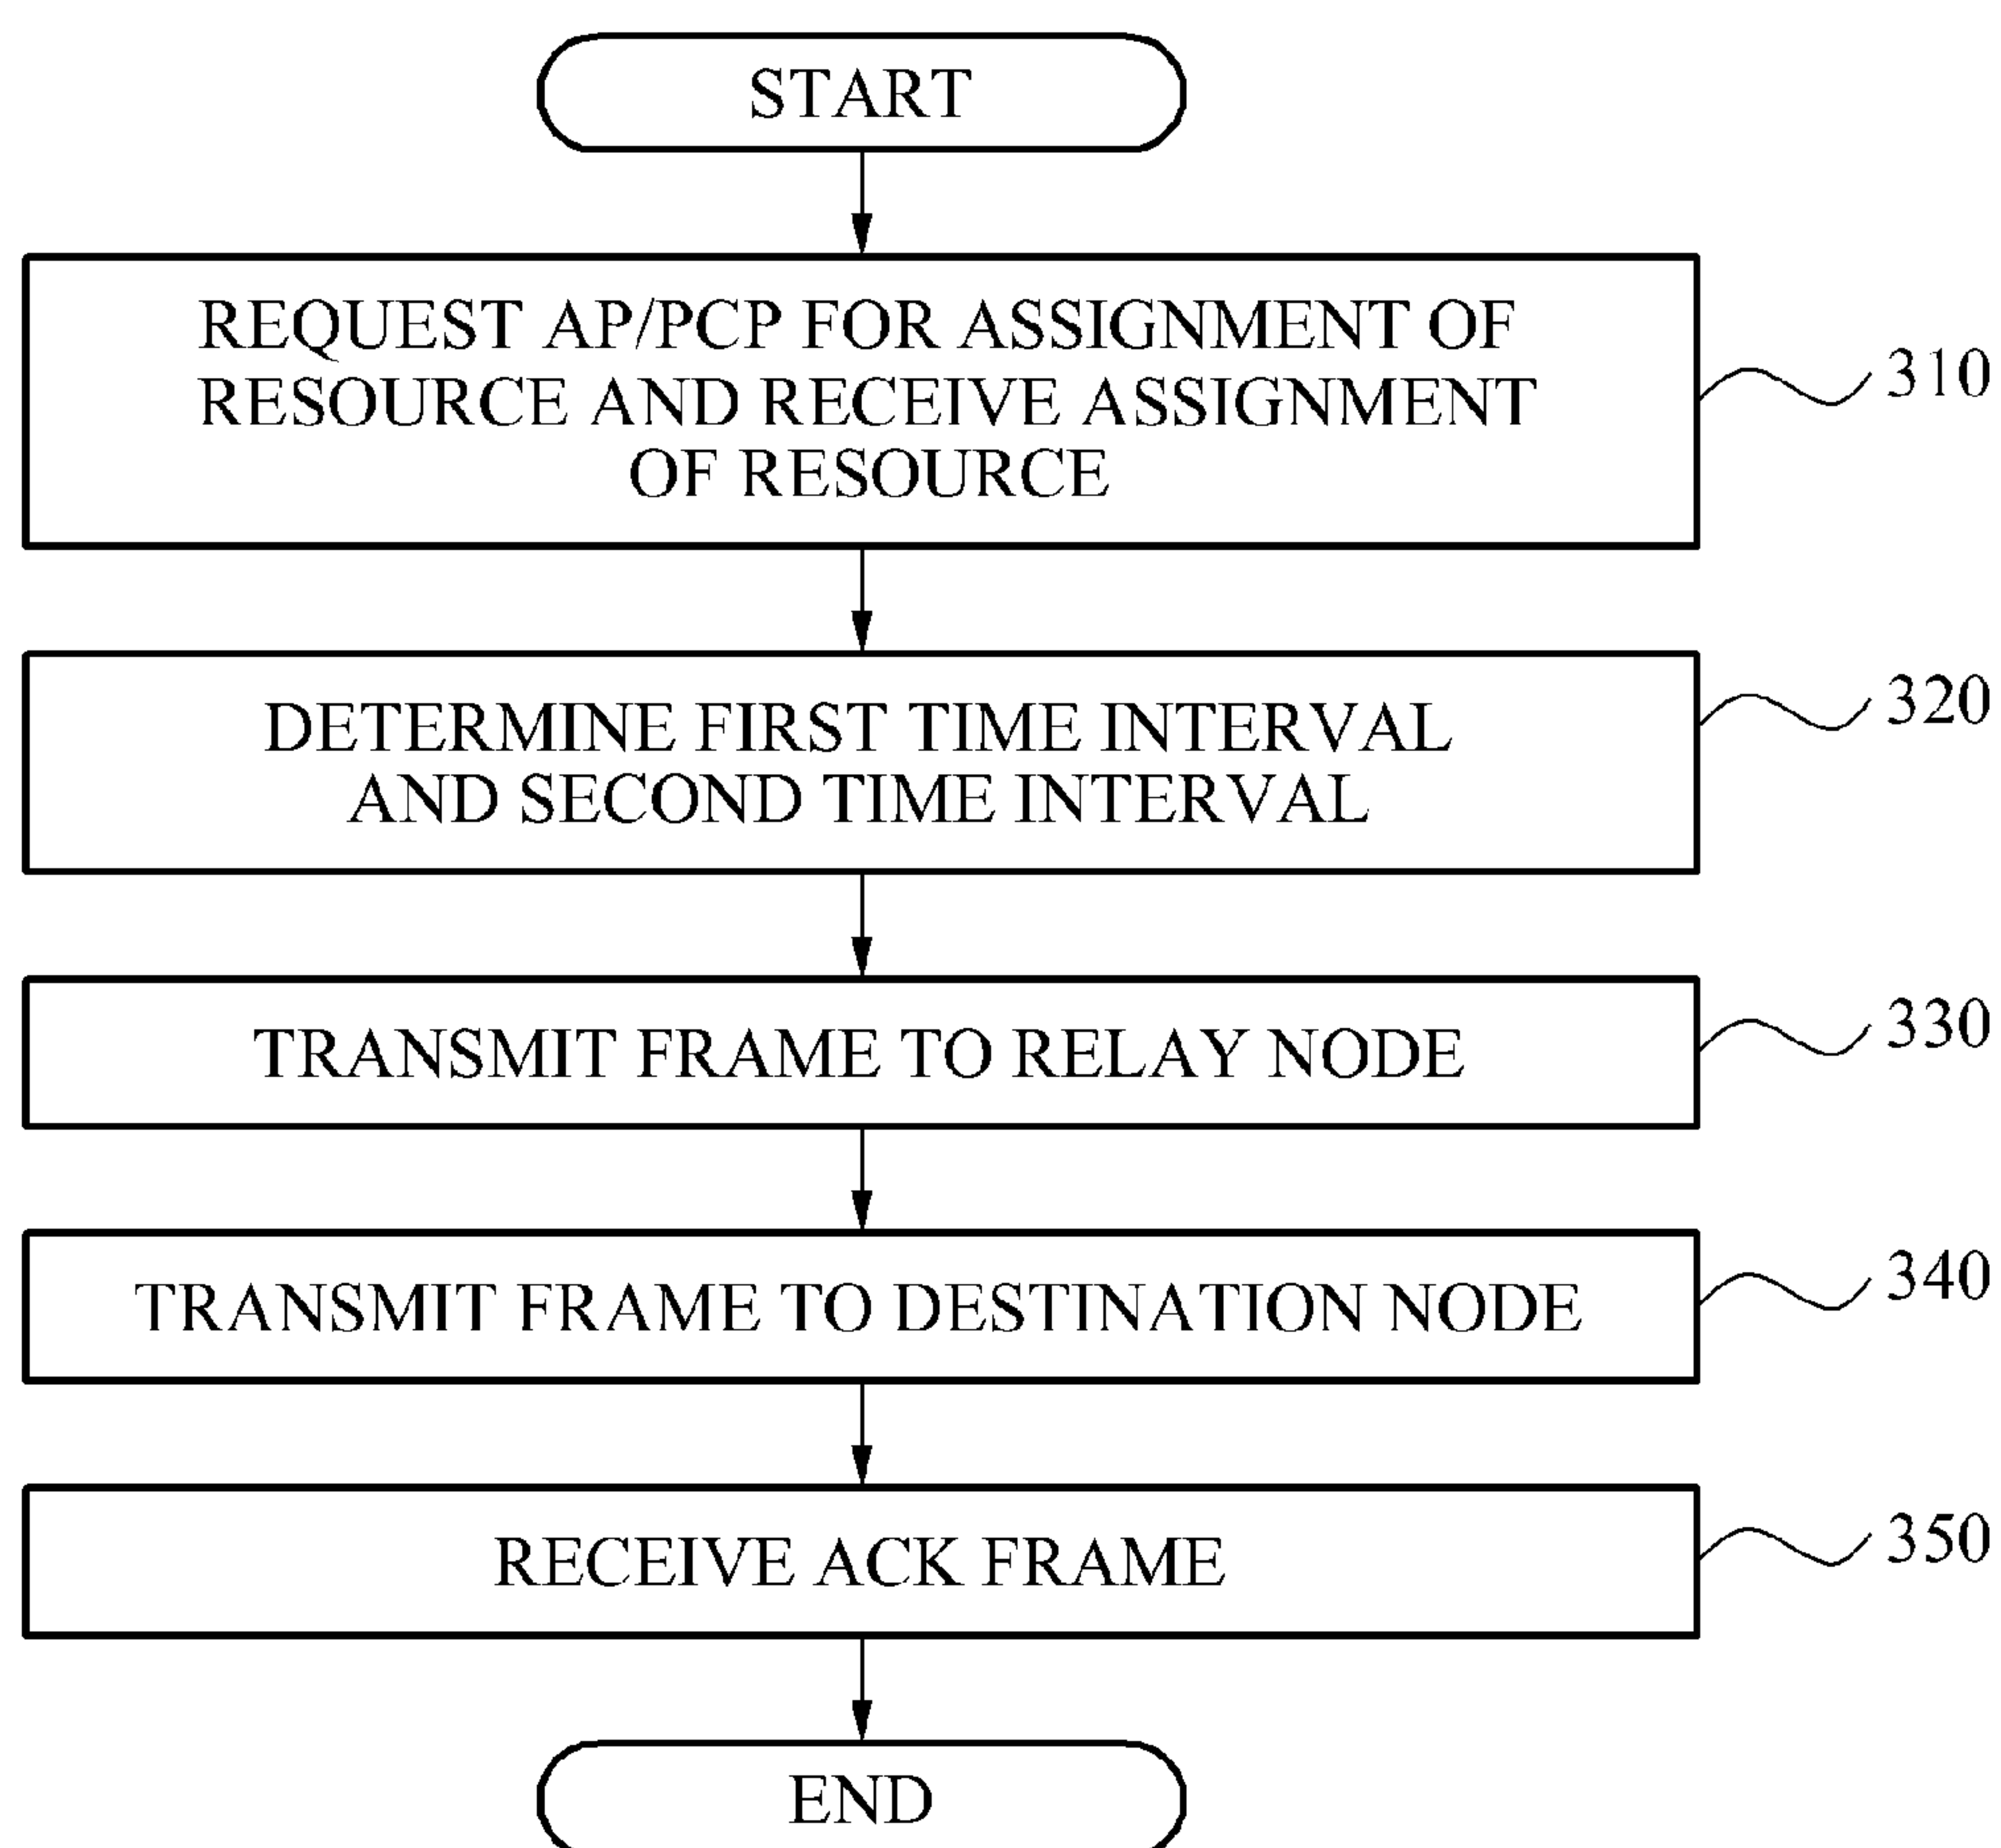 START
REQUEST AP/PCP FOR ASSIGNMENT OF
RESOURCE AND RECEIVE ASSIGNMENT
OF RESOURCE
310
DETERMINE FIRST TIME INTERVAL
AND SECOND TIME INTERVAL
320
TRANSMIT FRAME TO RELAY NODE
330
TRANSMIT FRAME TO DESTINATION NODE
340
RECEIVE ACK FRAME
350
END